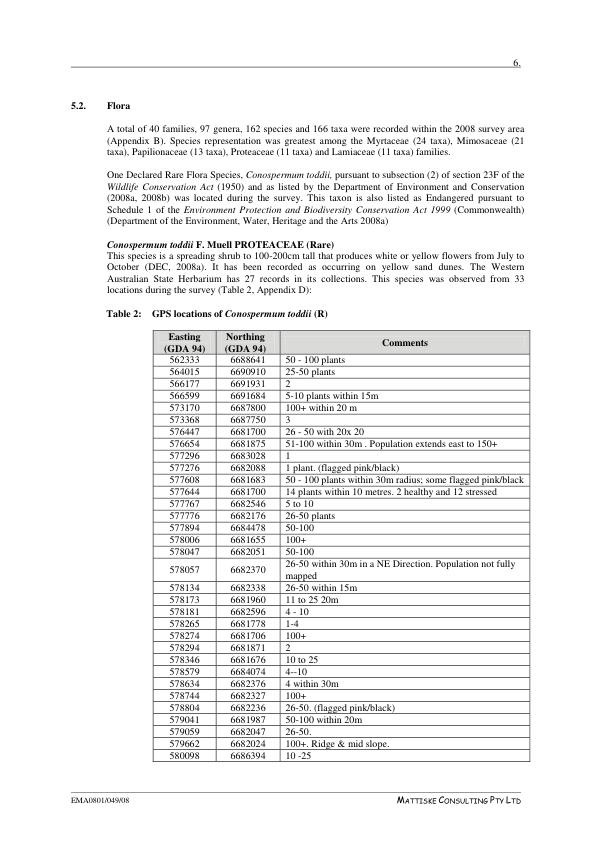 6.
5.2. Flora
A total of 40 families, 97 genera, 162 species and 166 taxa were recorded within the 2008 survey area
(Appendix B). Species representation was greatest among the Myrtaceae (24 taxa), Mimosaceae (21
taxa), Papilionaceae (13 taxa), Proteaceae (11 taxa) and Lamiaceae (11 taxa) families.
One Declared Rare Flora Species, Conospermum toddii, pursuant to subsection (2) of section 23F of the
Wildlife Conservation Act (1950) and as listed by the Department of Environment and Conservation
(2008a, 2008b) was located during the survey. This taxon is also listed as Endangered pursuant to
Schedule 1 of the Environment Protection and Biodiversity Conservation Act 1999 (Commonwealth)
(Department of the Environment, Water, Heritage and the Arts 2008a)
Conospermum toddii F. Muell PROTEACEAE (Rare)
This species is a spreading shrub to 100-200cm tall that produces white or yellow flowers from July to
October (DEC, 2008a). It has been recorded as occurring on yellow sand dunes. The Western
Australian State Herbarium has 27 records in its collections. This species was observed from 33
locations during the survey (Table 2, Appendix D):
Table 2: GPS locations of Conospermum toddii (R)
Easting (GDA 94) Northing (GDA 94) Comments
562333 6688641 50 - 100 plants
564015 6690910 25-50 plants
566177 6691931 2
566599 6691684 5-10 plants within 15m
573170 6687800 100+ within 20 m
573368 6687750 3
576447 6681700 26 - 50 with 20x 20
576654 6681875 51-100 within 30m . Population extends east to 150+
577296 6683028 1
577276 6682088 1 plant. (flagged pink/black)
577608 6681683 50 - 100 plants within 30m radius; some flagged pink/black
577644 6681700 14 plants within 10 metres. 2 healthy and 12 stressed
577767 6682546 5 to 10
577776 6682176 26-50 plants
577894 6684478 50-100
578006 6681655 100+
578047 6682051 50-100
578057 6682370 26-50 within 30m in a NE Direction. Population not fully
mapped
578134 6682338 26-50 within 15m
578173 6681960 11 to 25 20m
578181 6682596 4 - 10
578265 6681778 1-4
578274 6681706 100+
578294 6681871 2
578346 6681676 10 to 25
578579 6684074 4--10
578634 6682376 4 within 30m
578744 6682327 100+
578804 6682236 26-50. (flagged pink/black)
579041 6681987 50-100 within 20m
579059 6682047 26-50.
579662 6682024 100+. Ridge & mid slope.
580098 6686394 10 -25
EMA0801/049/08 MATTISKE CONSULTING PTY LTD